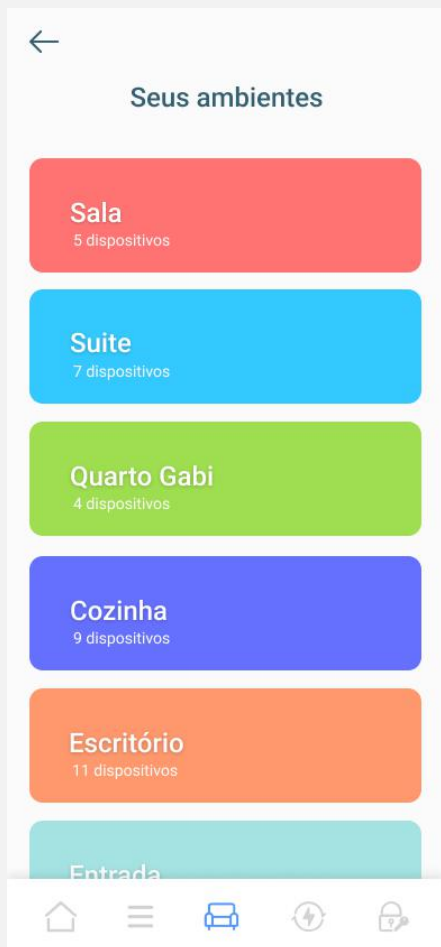 Seus ambientes
Sala
5 dispositivos
Suite
7 dispositivos
Quarto Gabi
4 dispositivos
Cozinha
9 dispositivos
Escritório
11 dispositivos
Entrada